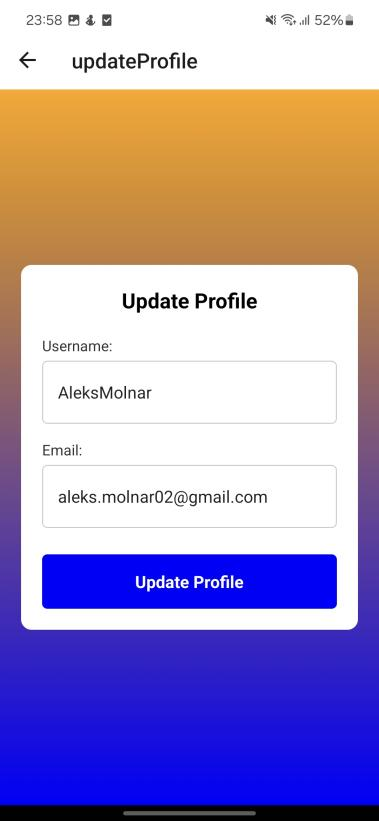 23:58 52%
updateProfile
Update Profile
Username:
AleksMolnar
Email:
aleks.molnar02@gmail.com
Update Profile